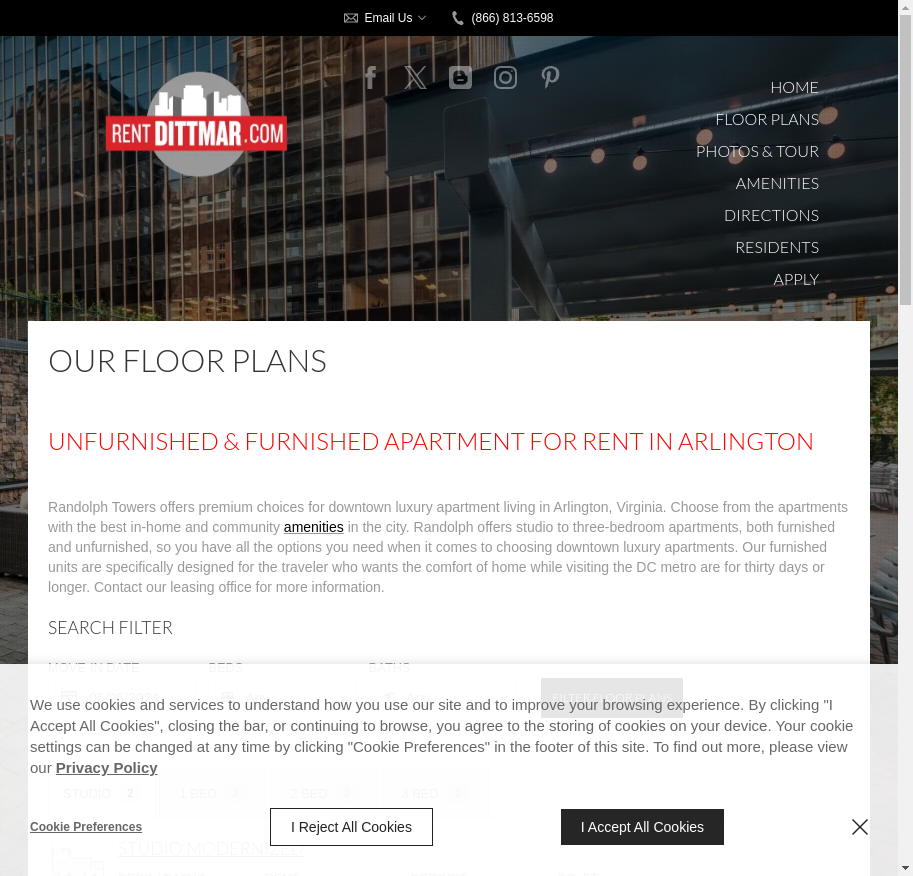 Email Us
(866) 813-6598
RENT DITTMAR.COM
HOME
FLOOR PLANS
PHOTOS & TOUR
AMENITIES
DIRECTIONS
RESIDENTS
APPLY
OUR FLOOR PLANS
UNFURNISHED & FURNISHED APARTMENT FOR RENT IN ARLINGTON
Randolph Towers offers premium choices for downtown luxury apartment living in Arlington, Virginia. Choose from the apartments
with the best in-home and community amenities in the city. Randolph offers studio to three-bedroom apartments, both furnished
and unfurnished, so you have all the options you need when it comes to choosing downtown luxury apartments. Our furnished
units are specifically designed for the traveler who wants the comfort of home while visiting the DC metro are for thirty days or
longer. Contact our leasing office for more information.
SEARCH FILTER
MOVE-IN DATE BEDS BATHS
FILTER FLOOR PLANS
We use cookies and services to understand how you use our site and to improve your browsing experience. By clicking "I
Accept All Cookies", closing the bar, or continuing to browse, you agree to the storing of cookies on your device. Your cookie
settings can be changed at any time by clicking "Cookie Preferences" in the footer of this site. To find out more, please view
our Privacy Policy
STUDIO 2 1 BED 2 BED 3 BED
Cookie Preferences
I Reject All Cookies
I Accept All Cookies
STUDIO MODERNIZED